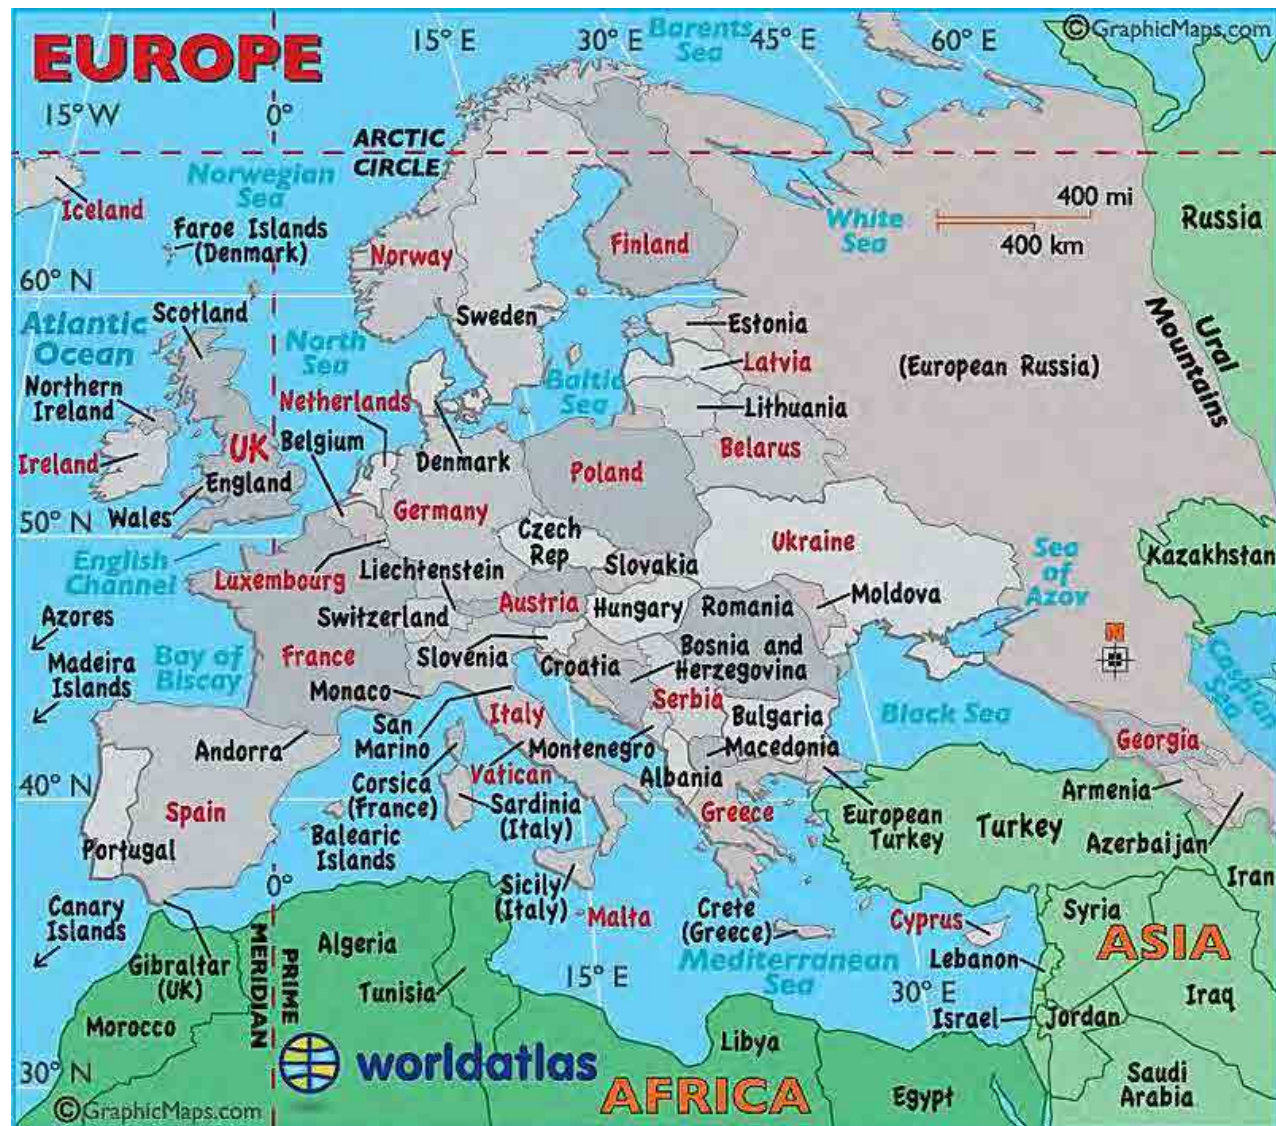 ©GraphicMaps.com
EUROPE
15° E
30° E
Barents
Sea
45° E
60° E
15° W
0°
ARCTIC
CIRCLE
Norwegian
Sea
Iceland
Faroe Islands
(Denmark)
White
Sea
400 mi
400 km
Russia
Norway
Finland
60° N
Scotland
Sweden
Estonia
Atlantic
Ocean
North
Sea
Ural
Mountains
Latvia
(European Russia)
Northern
Ireland
Netherlands
Baltic
Sea
Lithuania
UK
Belgium
Belarus
Ireland
Denmark
Poland
England
Wales
Germany
50° N
Czech
Rep
Ukraine
Sea
of
Azov
Kazakhstan
English
Channel
Luxembourg
Liechtenstein
Slovakia
Azores
Switzerland
Austria
Hungary
Romania
Moldova
N
Madeira
Islands
Bay of
Biscay
France
Slovenia
Croatia
Bosnia and
Herzegovina
Caspian
Sea
Monaco
Serbia
San
Marino
Italy
Bulgaria
Black Sea
Andorra
Montenegro
Macedonia
Georgia
Corsica
(France)
Vatican
Albania
Armenia
40° N
Spain
Sardinia
(Italy)
Greece
European
Turkey
Turkey
Azerbaijan
Balearic
Islands
Portugal
Iran
0°
Sicily
(Italy)
Malta
Crete
(Greece)
Cyprus
Syria
Canary
Islands
ASIA
Gibraltar
(UK)
PRIME
MERIDIAN
Algeria
Mediterranean
Sea
Lebanon
Tunisia
15° E
30° E
Iraq
Morocco
Israel
Jordan
Libya
worldatlas
30° N
AFRICA
Egypt
Saudi
Arabia
©GraphicMaps.com